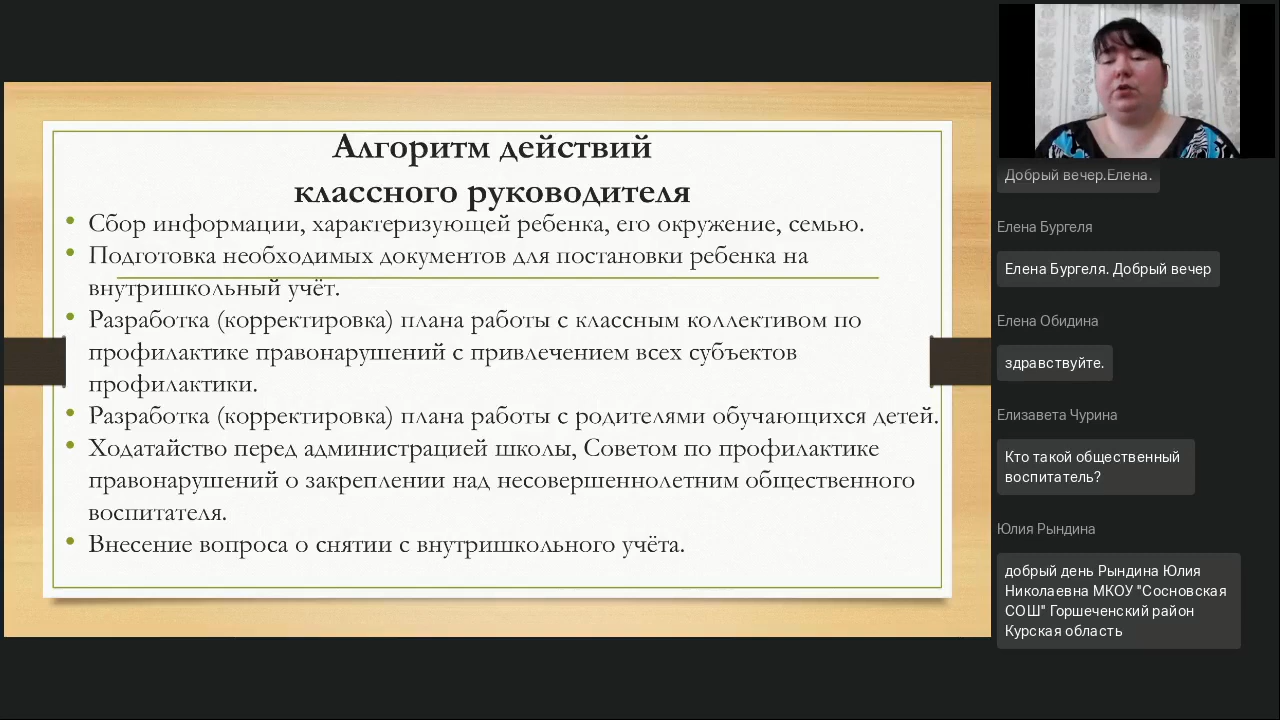 Алгоритм действий
классного руководителя
Сбор информации, характеризующей ребенка, его окружение, семью.
Подготовка необходимых документов для постановки ребенка на
внутришкольный учёт.
Разработка (корректировка) плана работы с классным коллективом по
профилактике правонарушений с привлечением всех субъектов
профилактики.
Разработка (корректировка) плана работы с родителями обучающихся детей.
Ходатайство перед администрацией школы, Советом по профилактике
правонарушений о закреплении над несовершеннолетним общественного
воспитателя.
Внесение вопроса о снятии с внутришкольного учёта.
Добрый вечер.Елена.
Елена Бургеля
Елена Бургеля. Добрый вечер
Елена Обидина
здравствуйте.
Елизавета Чурина
Кто такой общественный
воспитатель?
Юлия Рындина
добрый день Рындина Юлия
Николаевна МКОУ "Сосновская
СОШ" Горшеченский район
Курская область